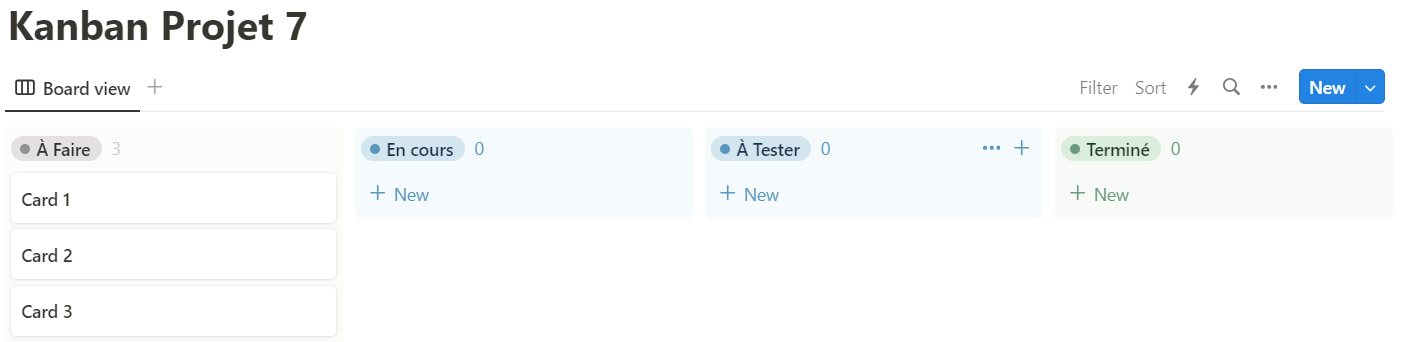 Kanban Projet 7
Board view
Filter Sort New
À Faire 3
Card 1
Card 2
Card 3
En cours 0
New
À Tester 0
New
Terminé 0
New